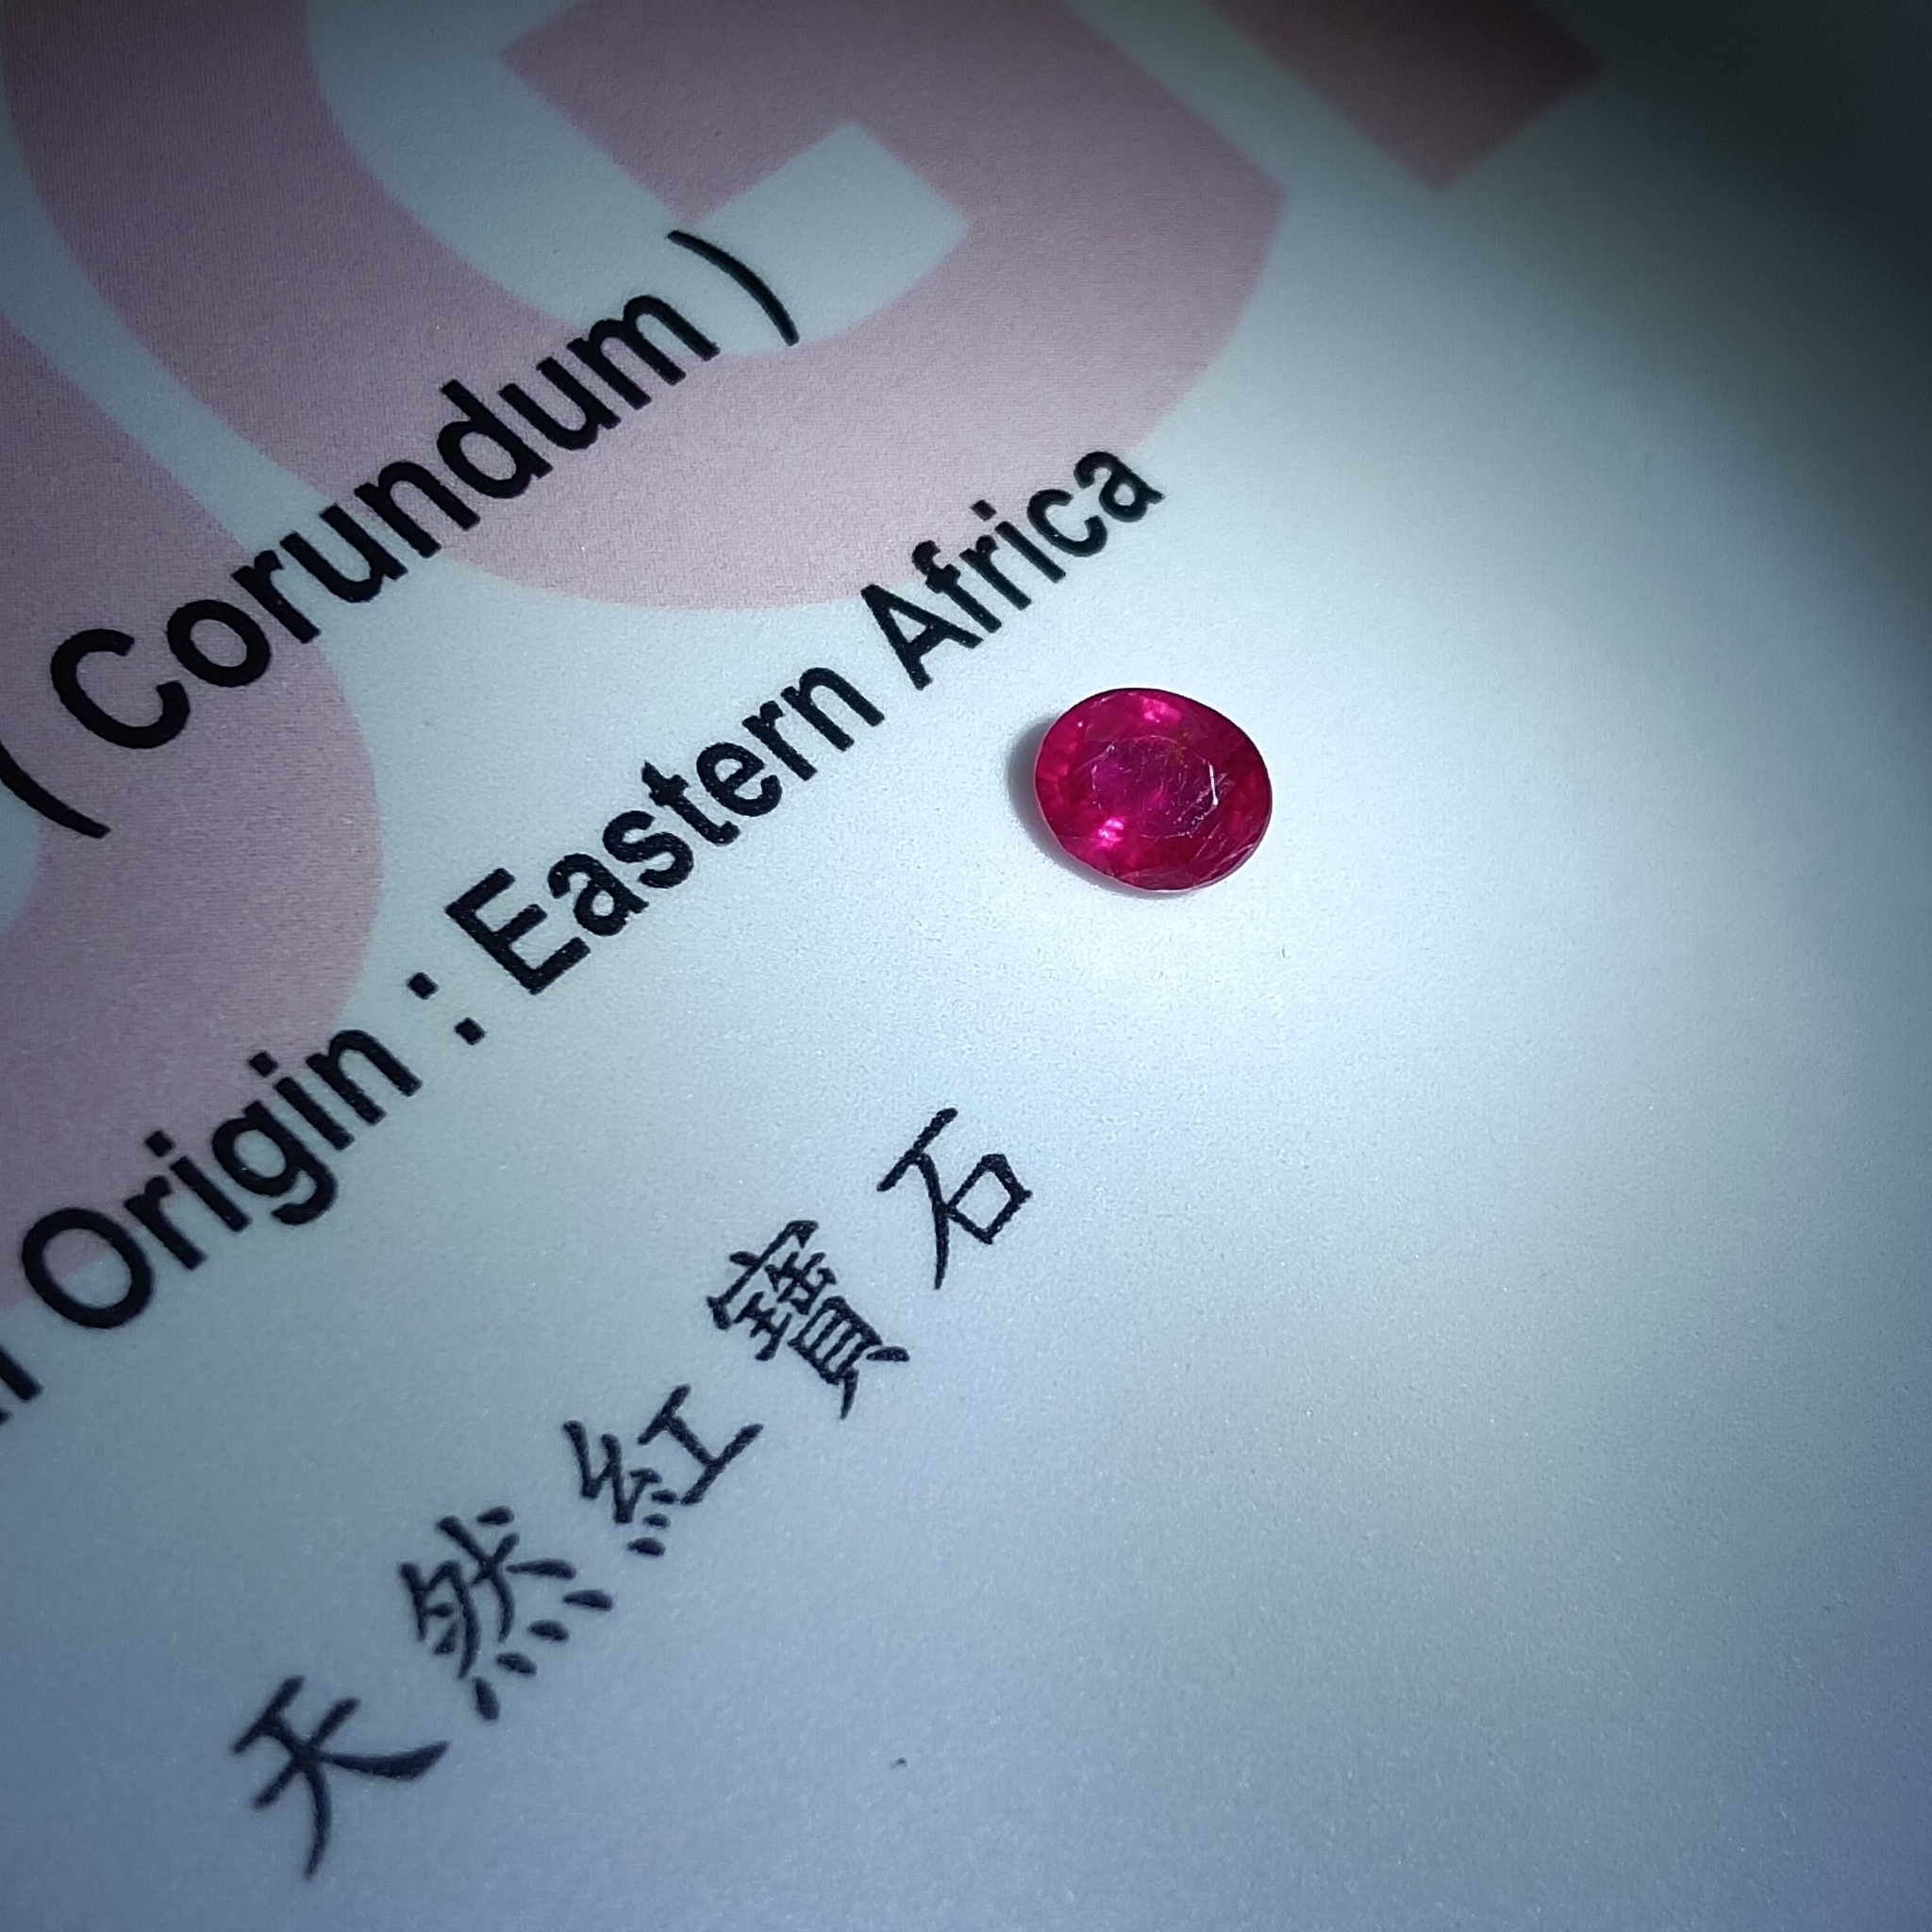 ( Corundum )
Origin : Eastern Africa
天然紅寶石